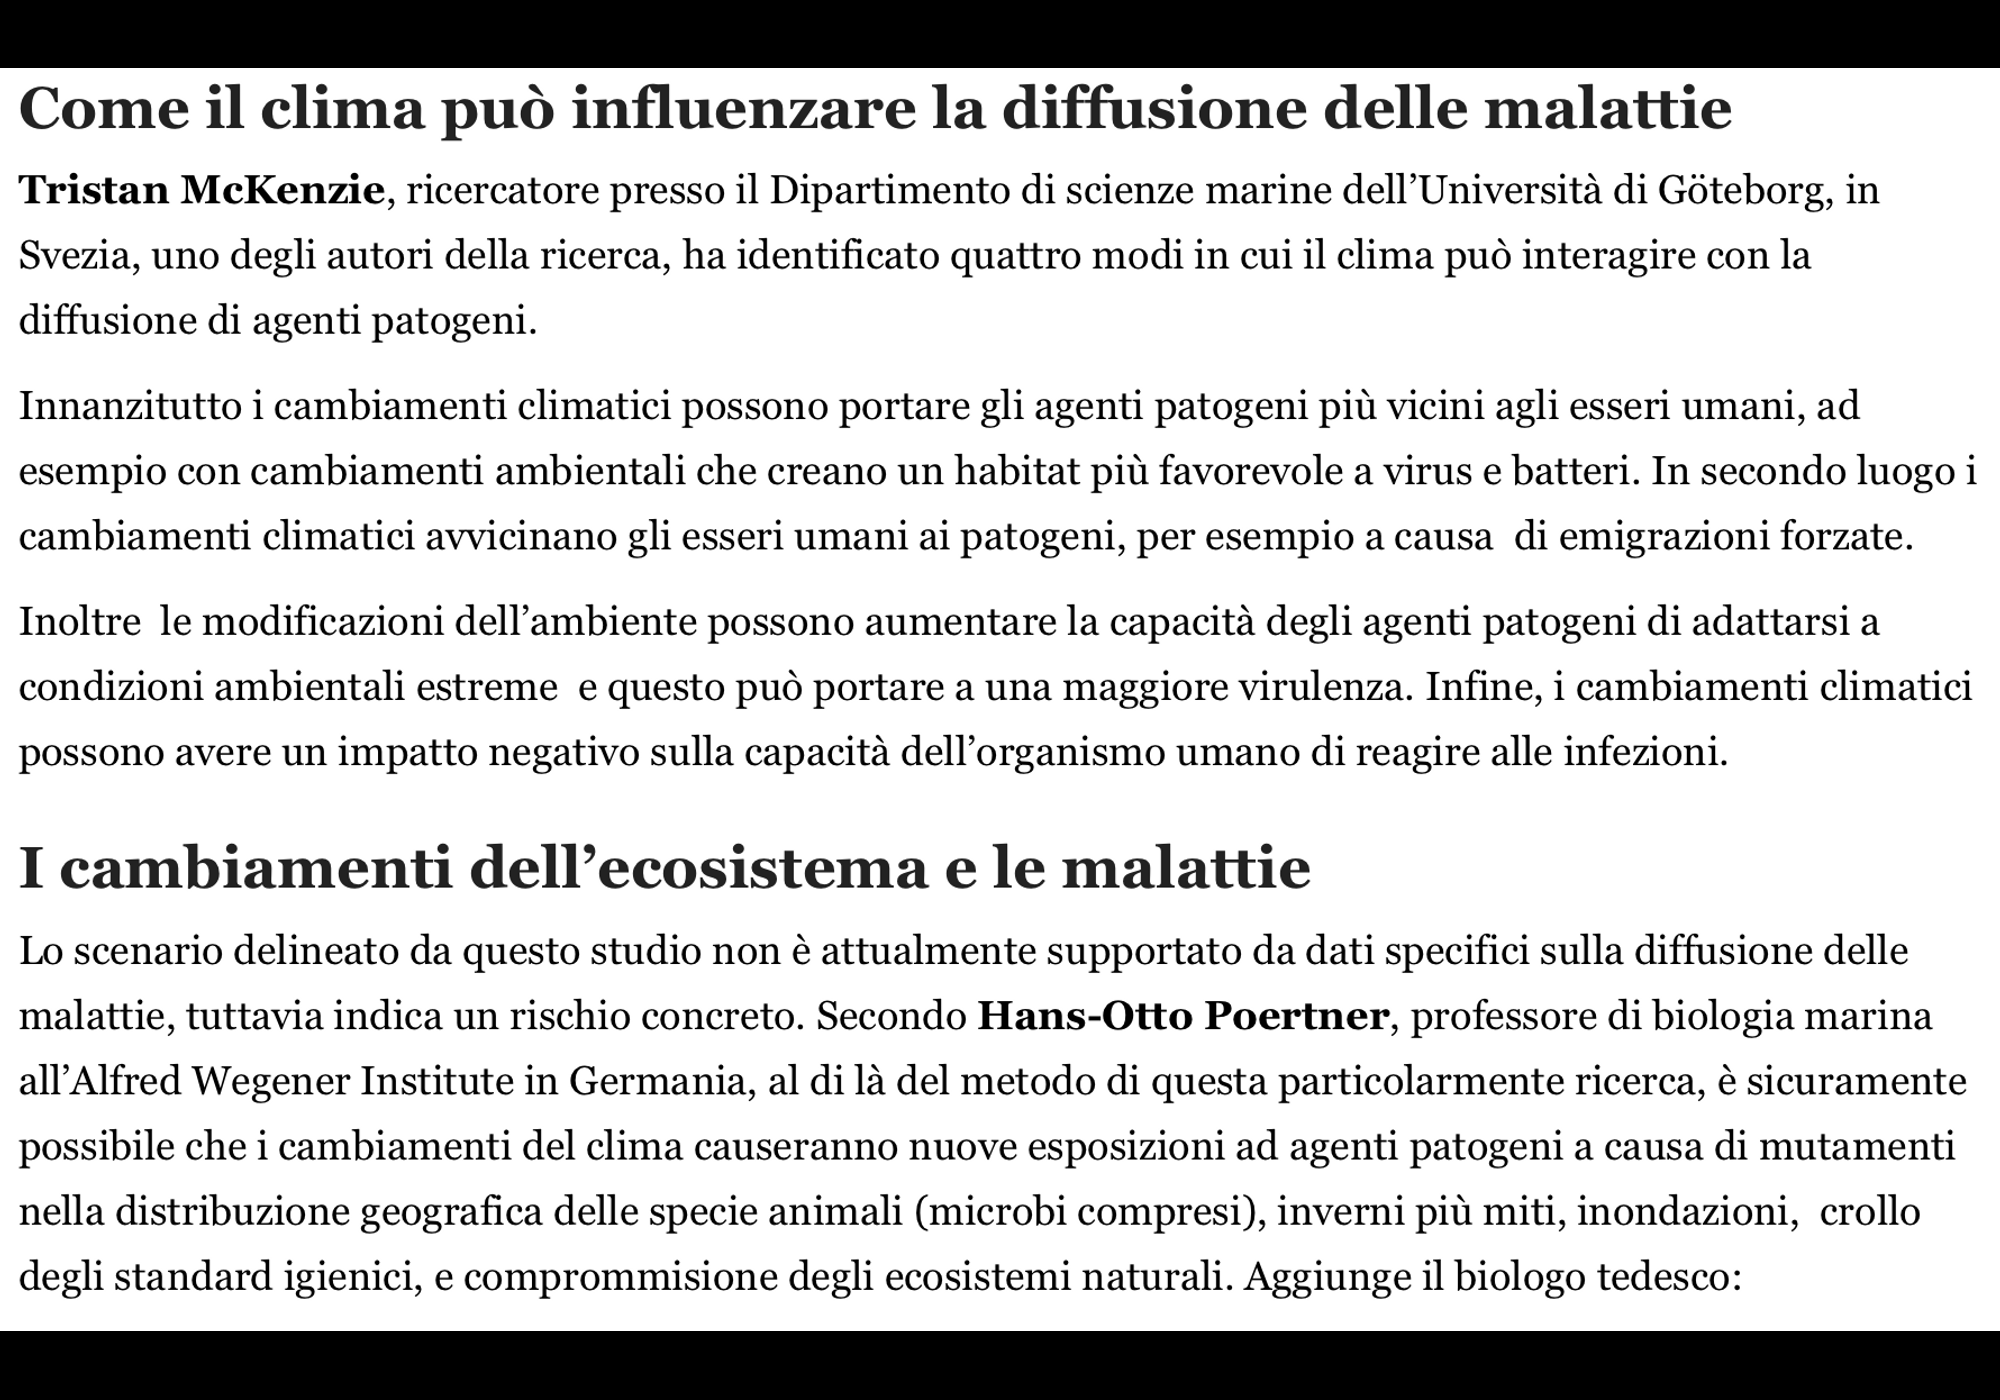 Come il clima può influenzare la diffusione delle malattie
Tristan McKenzie, ricercatore presso il Dipartimento di scienze marine dell’Università di Göteborg, in
Svezia, uno degli autori della ricerca, ha identificato quattro modi in cui il clima può interagire con la
diffusione di agenti patogeni.
Innanzitutto i cambiamenti climatici possono portare gli agenti patogeni più vicini agli esseri umani, ad
esempio con cambiamenti ambientali che creano un habitat più favorevole a virus e batteri. In secondo luogo i
cambiamenti climatici avvicinano gli esseri umani ai patogeni, per esempio a causa  di emigrazioni forzate.
Inoltre  le modificazioni dell’ambiente possono aumentare la capacità degli agenti patogeni di adattarsi a
condizioni ambientali estreme  e questo può portare a una maggiore virulenza. Infine, i cambiamenti climatici
possono avere un impatto negativo sulla capacità dell’organismo umano di reagire alle infezioni.
I cambiamenti dell’ecosistema e le malattie
Lo scenario delineato da questo studio non è attualmente supportato da dati specifici sulla diffusione delle
malattie, tuttavia indica un rischio concreto. Secondo Hans-Otto Poertner, professore di biologia marina
all’Alfred Wegener Institute in Germania, al di là del metodo di questa particolarmente ricerca, è sicuramente
possibile che i cambiamenti del clima causeranno nuove esposizioni ad agenti patogeni a causa di mutamenti
nella distribuzione geografica delle specie animali (microbi compresi), inverni più miti, inondazioni,  crollo
degli standard igienici, e comprommisione degli ecosistemi naturali. Aggiunge il biologo tedesco: